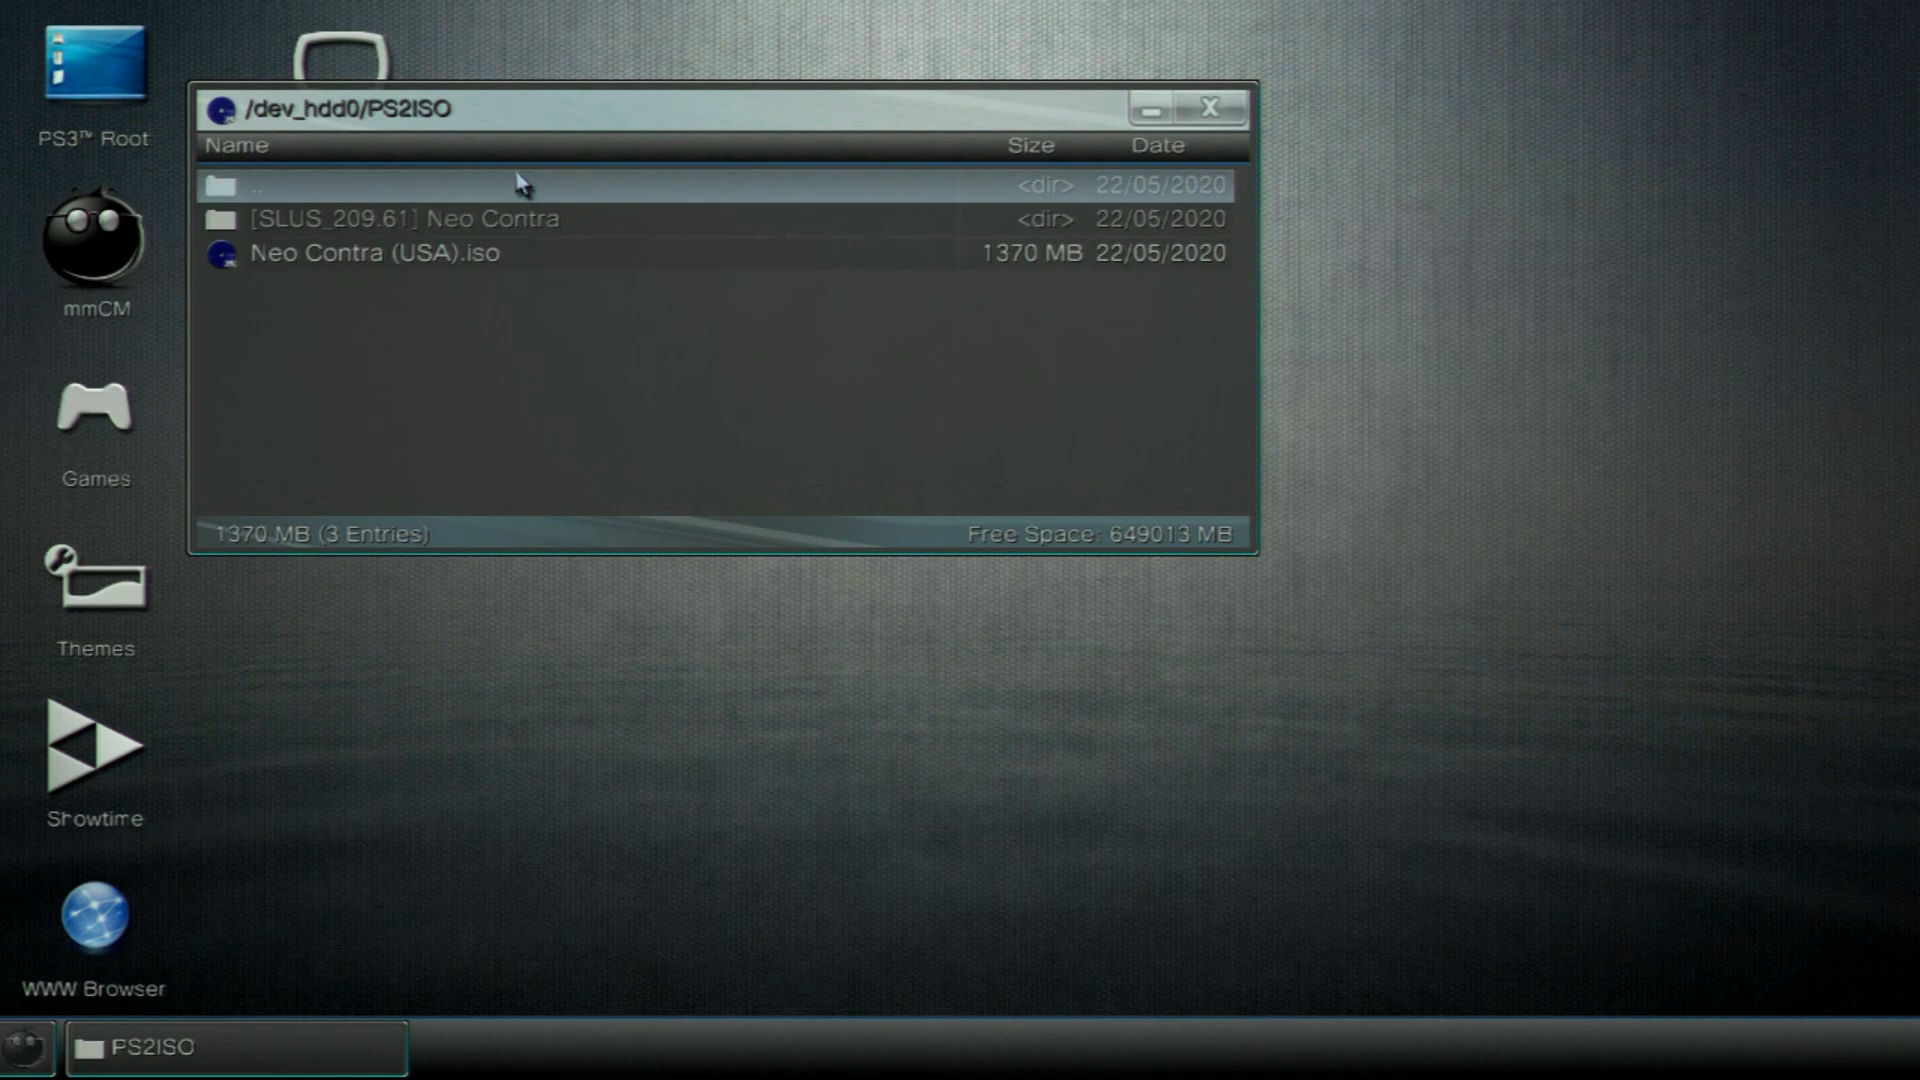 PS3™ Root
mmCM
Games
Themes
Showtime
WWW Browser
/dev_hdd0/PS2ISO
X
Name Size Date
.. <dir> 22/05/2020
[SLUS_209.61] Neo Contra <dir> 22/05/2020
Neo Contra (USA).iso 1370 MB 22/05/2020
1370 MB (3 Entries) Free Space: 649013 MB
PS2ISO